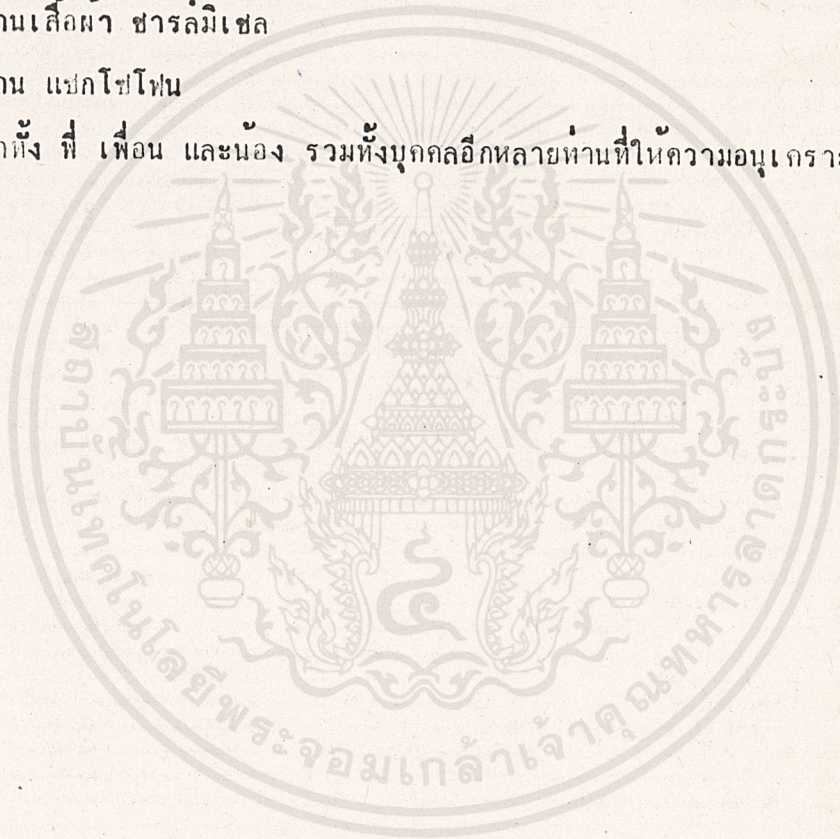 านเสื้อผ้า ชาร์ลมิเชล
าน แซกโซโฟน
ทั้ง พี่ เพื่อน และน้อง รวมทั้งบุคคลอีกหลายท่านที่ให้ความอนุเครา
สถาบันเทคโนโลยีพระจอมเกล้าเจ้าคุณทหารลาดกระบัง
๔